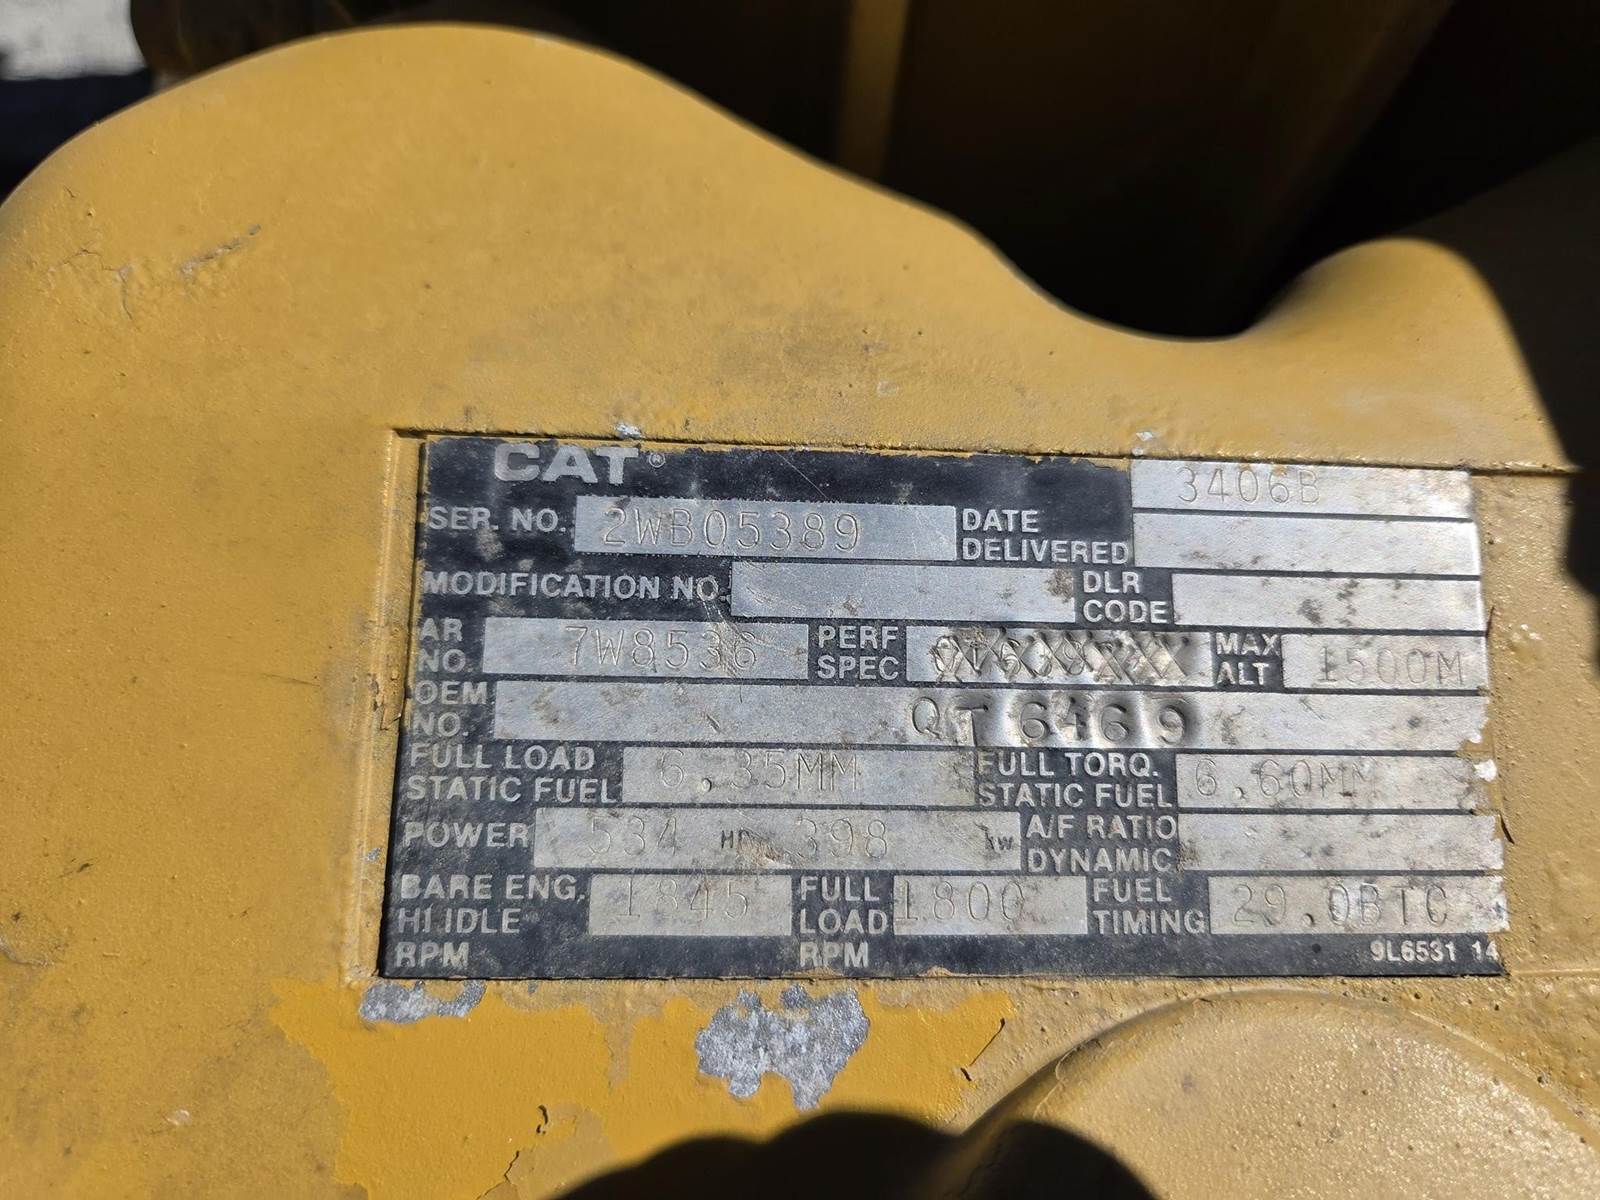 CAT® 3406B
SER. NO. 2WB05389 DATE DELIVERED
MODIFICATION NO. DLR CODE
AR NO. 7W8536 PERF SPEC MAX ALT 1500M
OEM NO. QT6469
FULL LOAD STATIC FUEL 6.35MM FULL TORQ. STATIC FUEL 6.60MM
POWER 534 HP 398 KW A/F RATIO DYNAMIC
BARE ENG. HI IDLE RPM 1845 FULL LOAD RPM 1800 FUEL TIMING 29.0BTC
9L6531 14